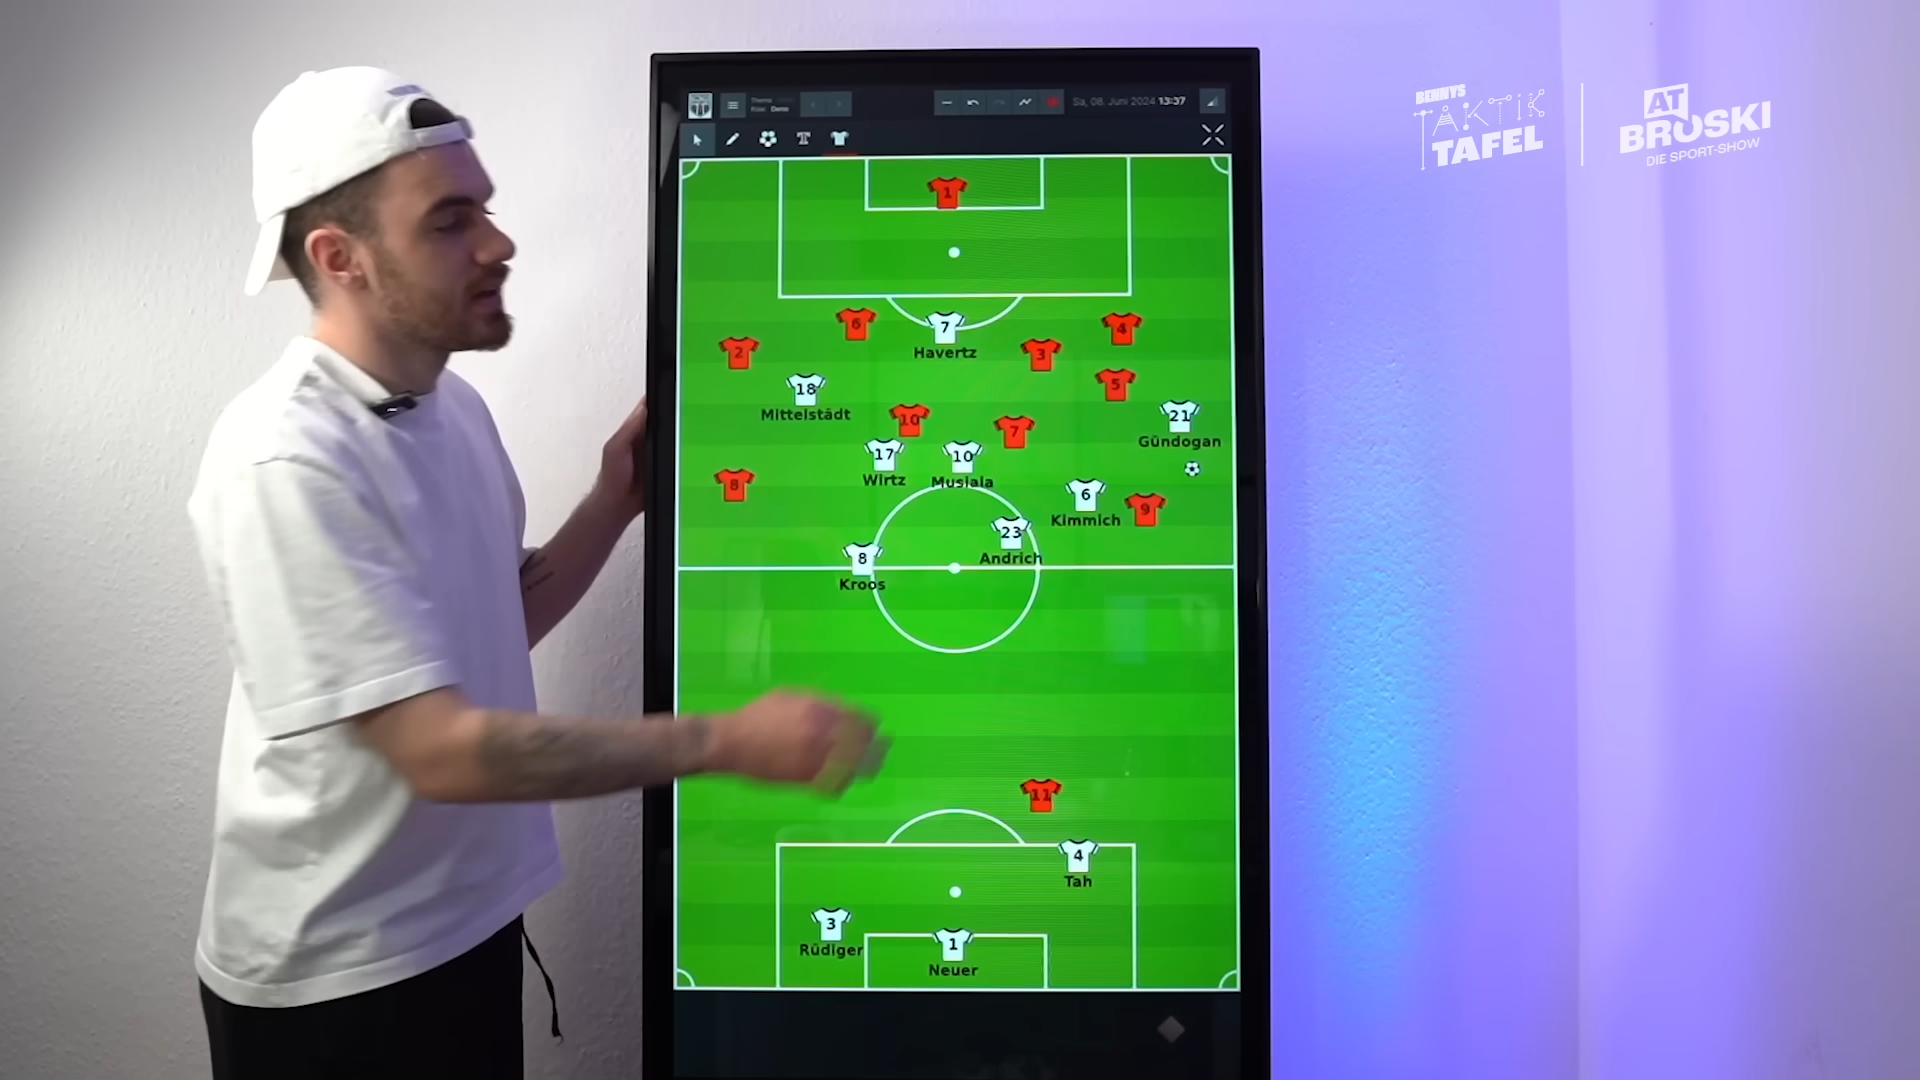 Sa, 08. Juni 2024 13:37
T
BENNYS
TAKTIK
TAFEL
AT
BROSKI
DIE SPORT-SHOW
1
6
7
Havertz
4
2
3
18
Mittelstädt
5
21
Gündogan
10
7
17
Wirtz
10
Musiala
8
6
Kimmich
9
23
Andrich
8
Kroos
11
4
Tah
3
Rüdiger
1
Neuer